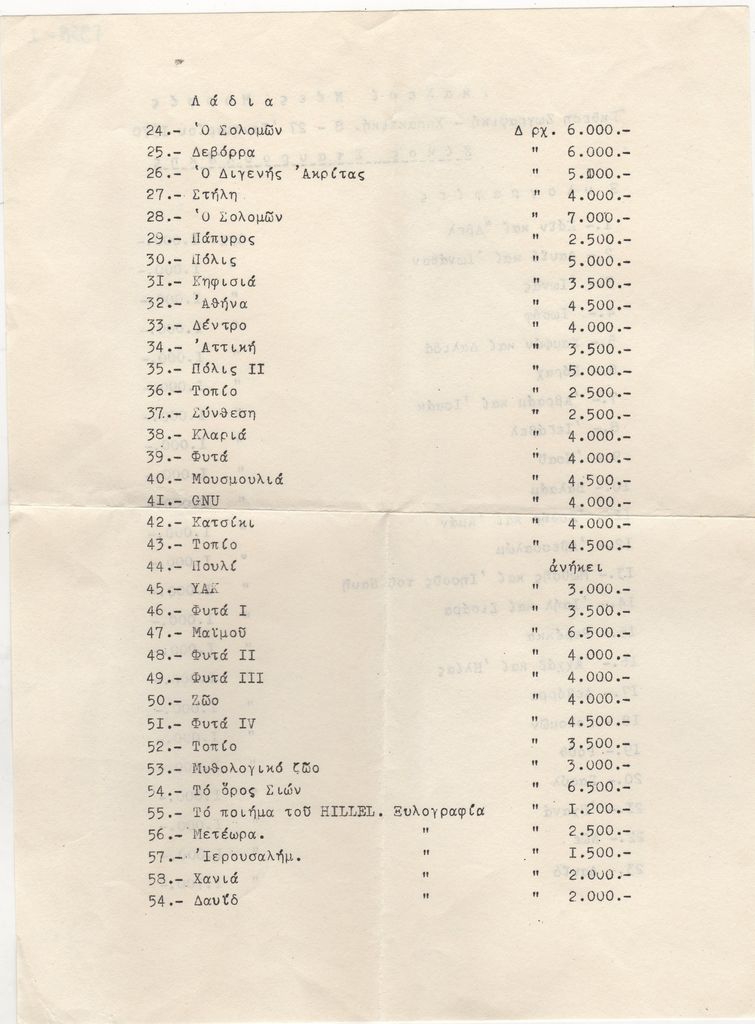 Λάδια
24.- Ὁ Σολομῶν Δρχ. 6.000.-
25.- Δεβόρρα " 6.000.-
26.- Ὁ Διγενής Ἀκρίτας " 5.000.-
27.- Στήλη " 4.000.-
28.- Ὁ Σολομῶν " 7.000.-
29.- Πάπυρος " 2.500.-
30.- Πόλις " 5.000.-
31.- Κηφισιά " 3.500.-
32.- Ἀθήνα " 4.500.-
33.- Δέντρο " 4.000.-
34.- Ἀττική " 3.500.-
35.- Πόλις II " 5.000.-
36.- Τοπίο " 2.500.-
37.- Σύνθεση " 2.500.-
38.- Κλαριά " 4.000.-
39.- Φυτά " 4.000.-
40.- Μουσμουλιά " 4.500.-
41.- GNU " 4.000.-
42.- Κατσίκι " 4.000.-
43.- Τοπίο " 4.500.-
44.- Πουλί ἀνήκει
45.- YAK " 3.000.-
46.- Φυτά I " 3.500.-
47.- Μαϊμοῦ " 6.500.-
48.- Φυτά II " 4.000.-
49.- Φυτά III " 4.000.-
50.- Ζῶο " 4.000.-
51.- Φυτά IV " 4.500.-
52.- Τοπίο " 3.500.-
53.- Μυθολογικό ζῶο " 3.000.-
54.- Τό ὄρος Σιών " 6.500.-
55.- Τό ποιήμα τοῦ HILLEL. Ξυλογραφία " 1.200.-
56.- Μετέωρα. " " 2.500.-
57.- Ἰερουσαλήμ. " " 1.500.-
58.- Χανιά " " 2.000.-
54.- Δαυΐδ " " 2.000.-